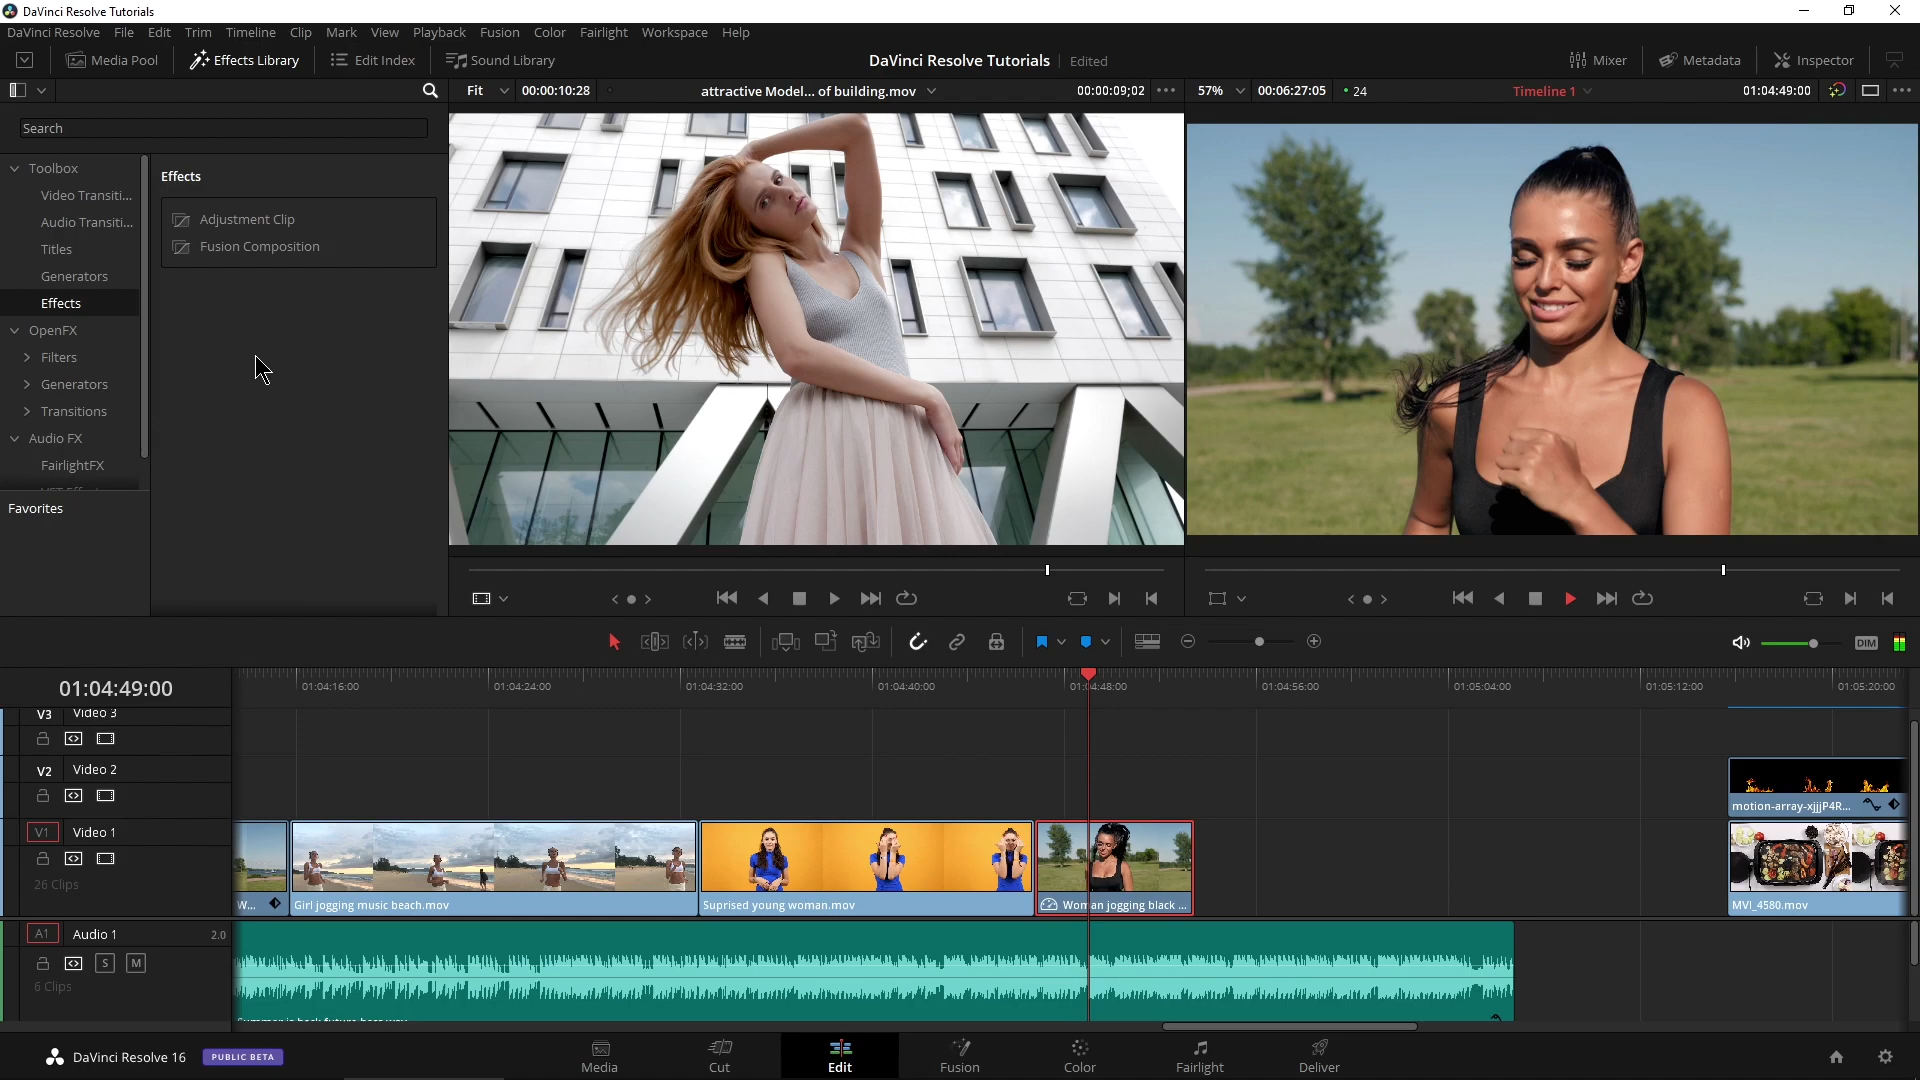 DaVinci Resolve Tutorials
DaVinci Resolve File Edit Trim Timeline Clip Mark View Playback Fusion Color Fairlight Workspace Help
Media Pool Effects Library Edit Index Sound Library DaVinci Resolve Tutorials Edited Mixer Metadata Inspector
Fit 00:00:10:28 attractive Model... of building.mov 00:00:09;02 57% 00:06:27:05 24 Timeline 1 01:04:49:00
Search
Toolbox
Video Transiti...
Audio Transiti...
Titles
Generators
Effects
OpenFX
Filters
Generators
Transitions
Audio FX
FairlightFX
Favorites
Effects
Adjustment Clip
Fusion Composition
DIM
01:04:49:00
01:04:16:00 01:04:24:00 01:04:32:00 01:04:40:00 01:04:48:00 01:04:56:00 01:05:04:00 01:05:12:00 01:05:20:00
V3 Video 3
V2 Video 2
motion-array-xjjjP4R...
V1 Video 1
26 Clips
W... Girl jogging music beach.mov Suprised young woman.mov Woman jogging black ... MVI_4580.mov
A1 Audio 1 2.0
S M
6 Clips
DaVinci Resolve 16 PUBLIC BETA
Media Cut Edit Fusion Color Fairlight Deliver